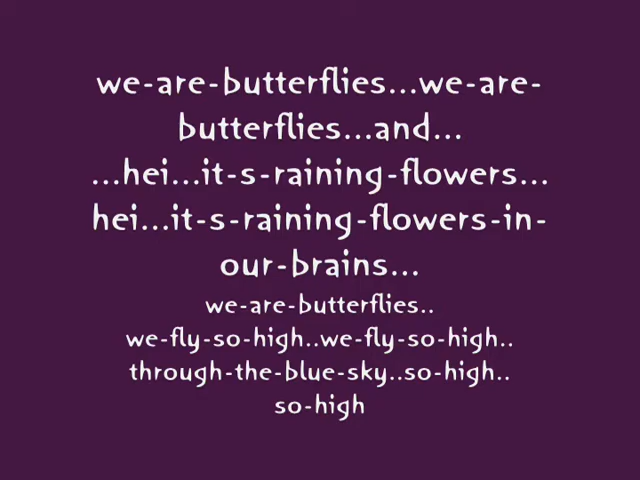 we-are-butterflies...we-are-
butterflies...and...
...hei...it-s-raining-flowers...
hei...it-s-raining-flowers-in-
our-brains...
we-are-butterflies..
we-fly-so-high..we-fly-so-high..
through-the-blue-sky..so-high..
so-high